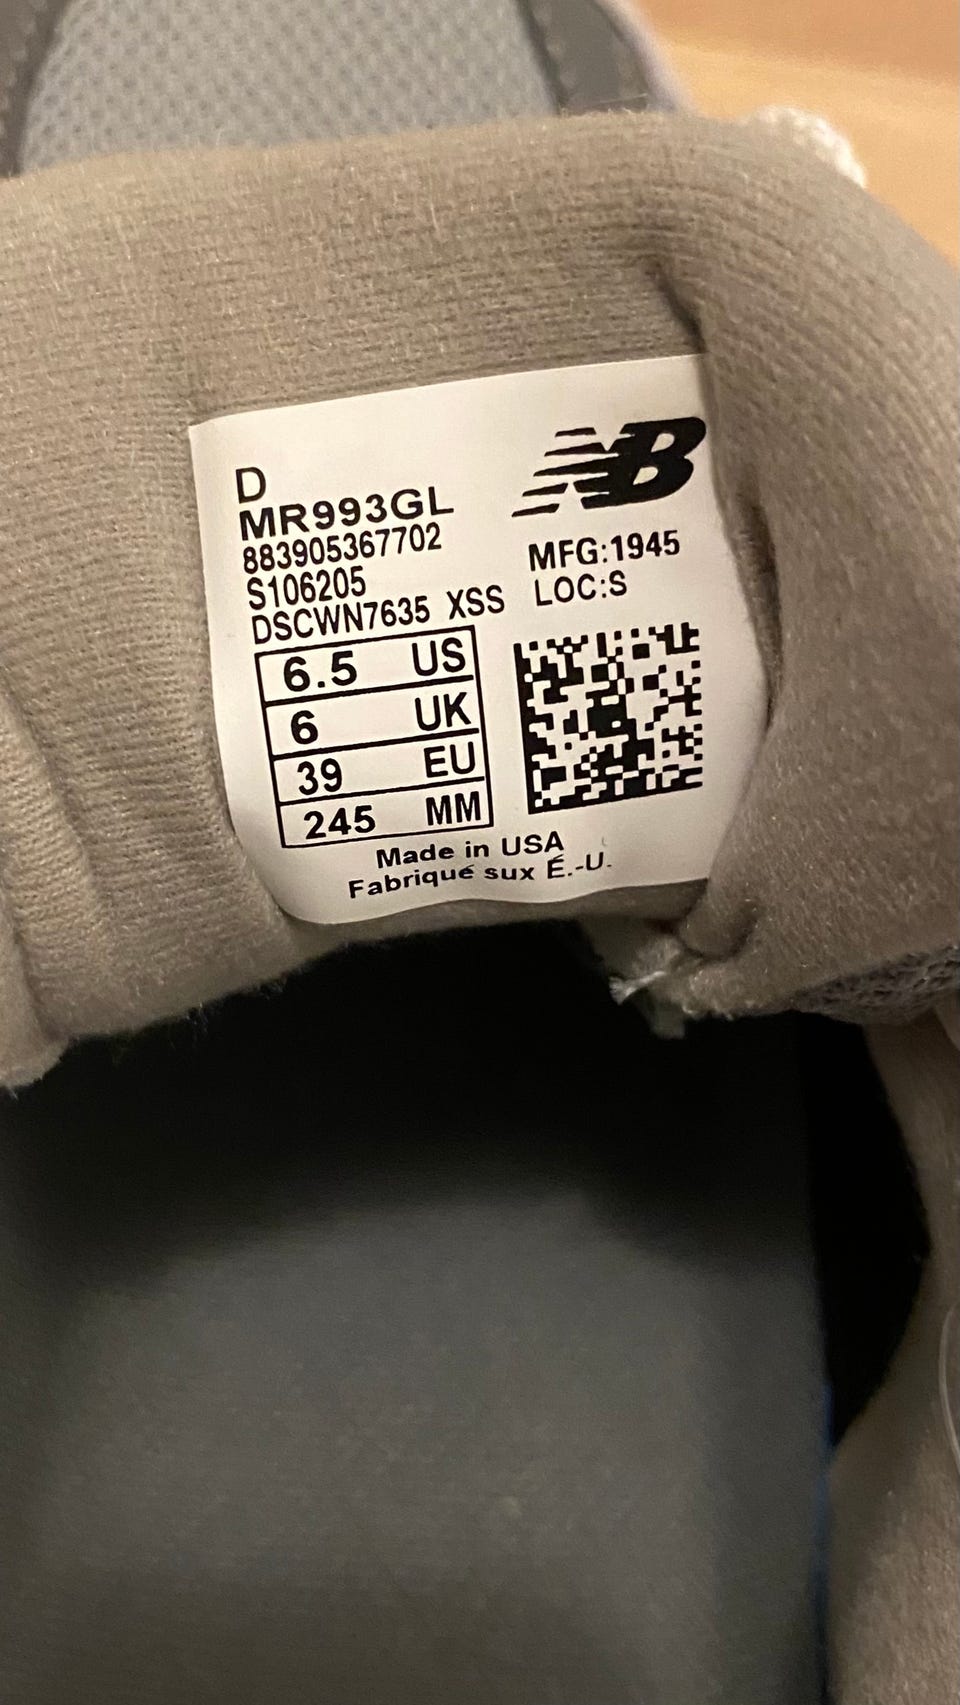 D
MR993GL
883905367702
S106205
DSCWN7635 XSS
NB
MFG:1945
LOC:S
6.5 US
6 UK
39 EU
245 MM
Made in USA
Fabriqué sux É.-U.